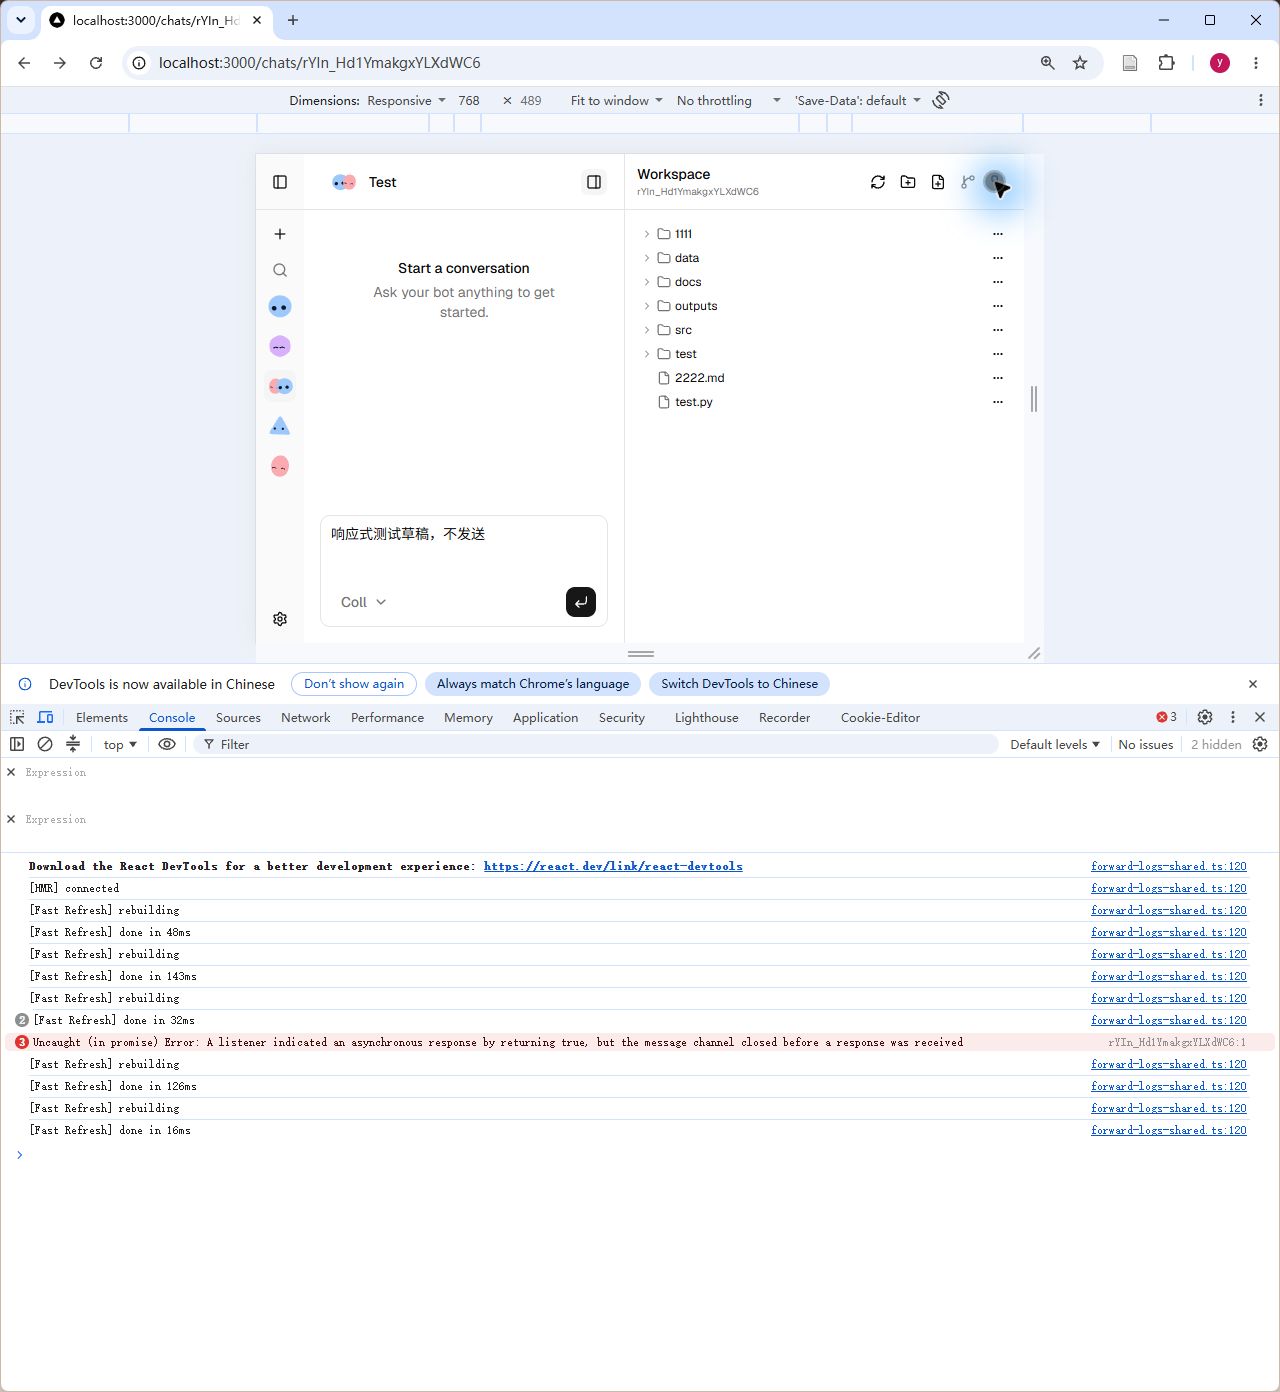 localhost:3000/chats/rYIn_Hd
localhost:3000/chats/rYIn_Hd1YmakgxYLXdWC6
y
Dimensions: Responsive 768 × 489 Fit to window No throttling 'Save-Data': default
Test
Workspace
rYIn_Hd1YmakgxYLXdWC6
Start a conversation
Ask your bot anything to get
started.
1111
data
docs
outputs
src
test
2222.md
test.py
响应式测试草稿，不发送
Coll
DevTools is now available in Chinese Don't show again Always match Chrome's language Switch DevTools to Chinese
Elements Console Sources Network Performance Memory Application Security Lighthouse Recorder Cookie-Editor 3
top Filter Default levels No issues 2 hidden
Expression
Expression
Download the React DevTools for a better development experience: https://react.dev/link/react-devtools forward-logs-shared.ts:120
[HMR] connected forward-logs-shared.ts:120
[Fast Refresh] rebuilding forward-logs-shared.ts:120
[Fast Refresh] done in 48ms forward-logs-shared.ts:120
[Fast Refresh] rebuilding forward-logs-shared.ts:120
[Fast Refresh] done in 143ms forward-logs-shared.ts:120
[Fast Refresh] rebuilding forward-logs-shared.ts:120
2 [Fast Refresh] done in 32ms forward-logs-shared.ts:120
3 Uncaught (in promise) Error: A listener indicated an asynchronous response by returning true, but the message channel closed before a response was received rYIn_Hd1YmakgxYLXdWC6:1
[Fast Refresh] rebuilding forward-logs-shared.ts:120
[Fast Refresh] done in 126ms forward-logs-shared.ts:120
[Fast Refresh] rebuilding forward-logs-shared.ts:120
[Fast Refresh] done in 16ms forward-logs-shared.ts:120